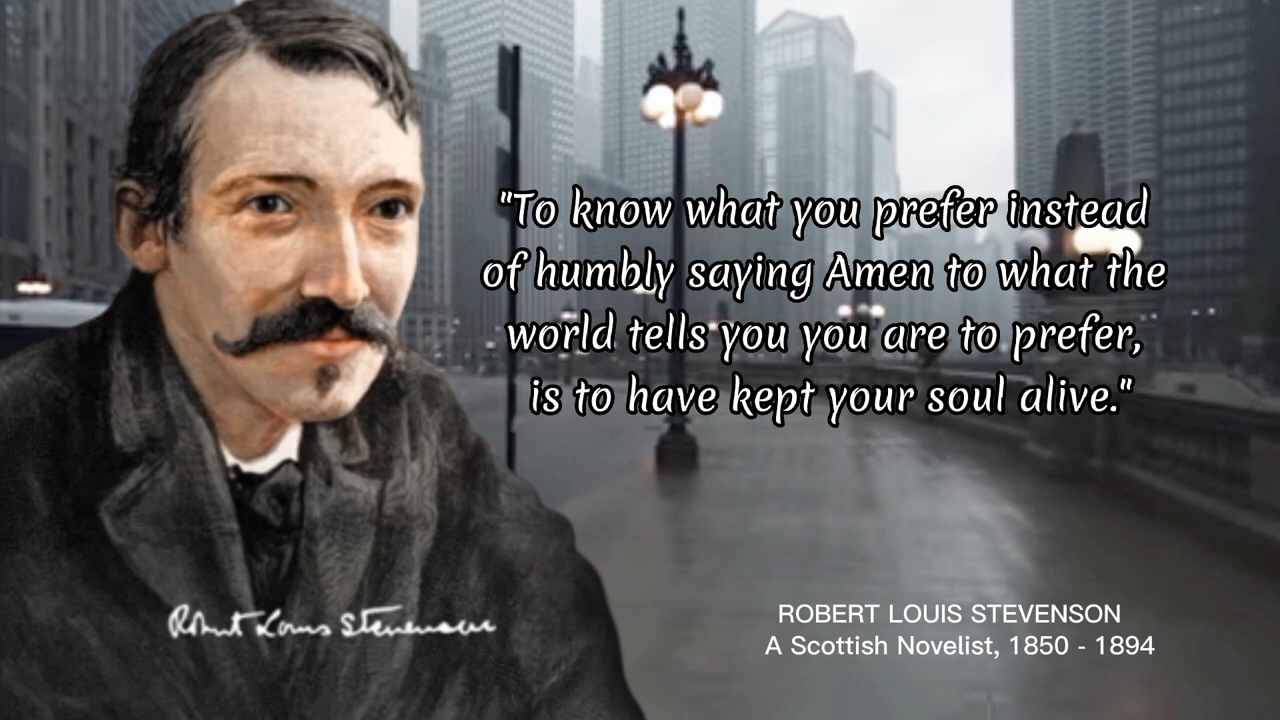 "To know what you prefer instead
of humbly saying Amen to what the
world tells you you are to prefer,
is to have kept your soul alive."
Robert Louis Stevenson
ROBERT LOUIS STEVENSON
A Scottish Novelist, 1850 - 1894